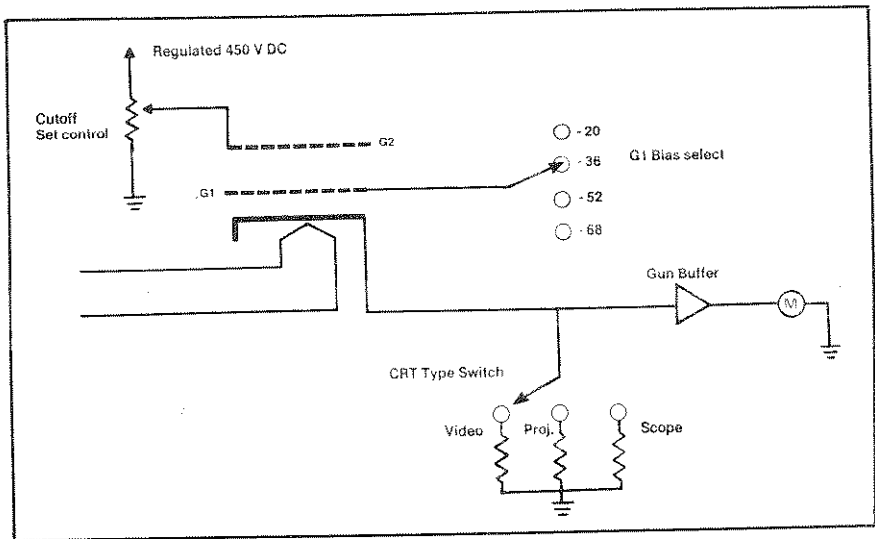 Regulated 450 V DC
Cutoff
Set control
G2
G1
- 20
- 36
G1 Bias select
- 52
- 68
Gun Buffer
M
CRT Type Switch
Video
Proj.
Scope